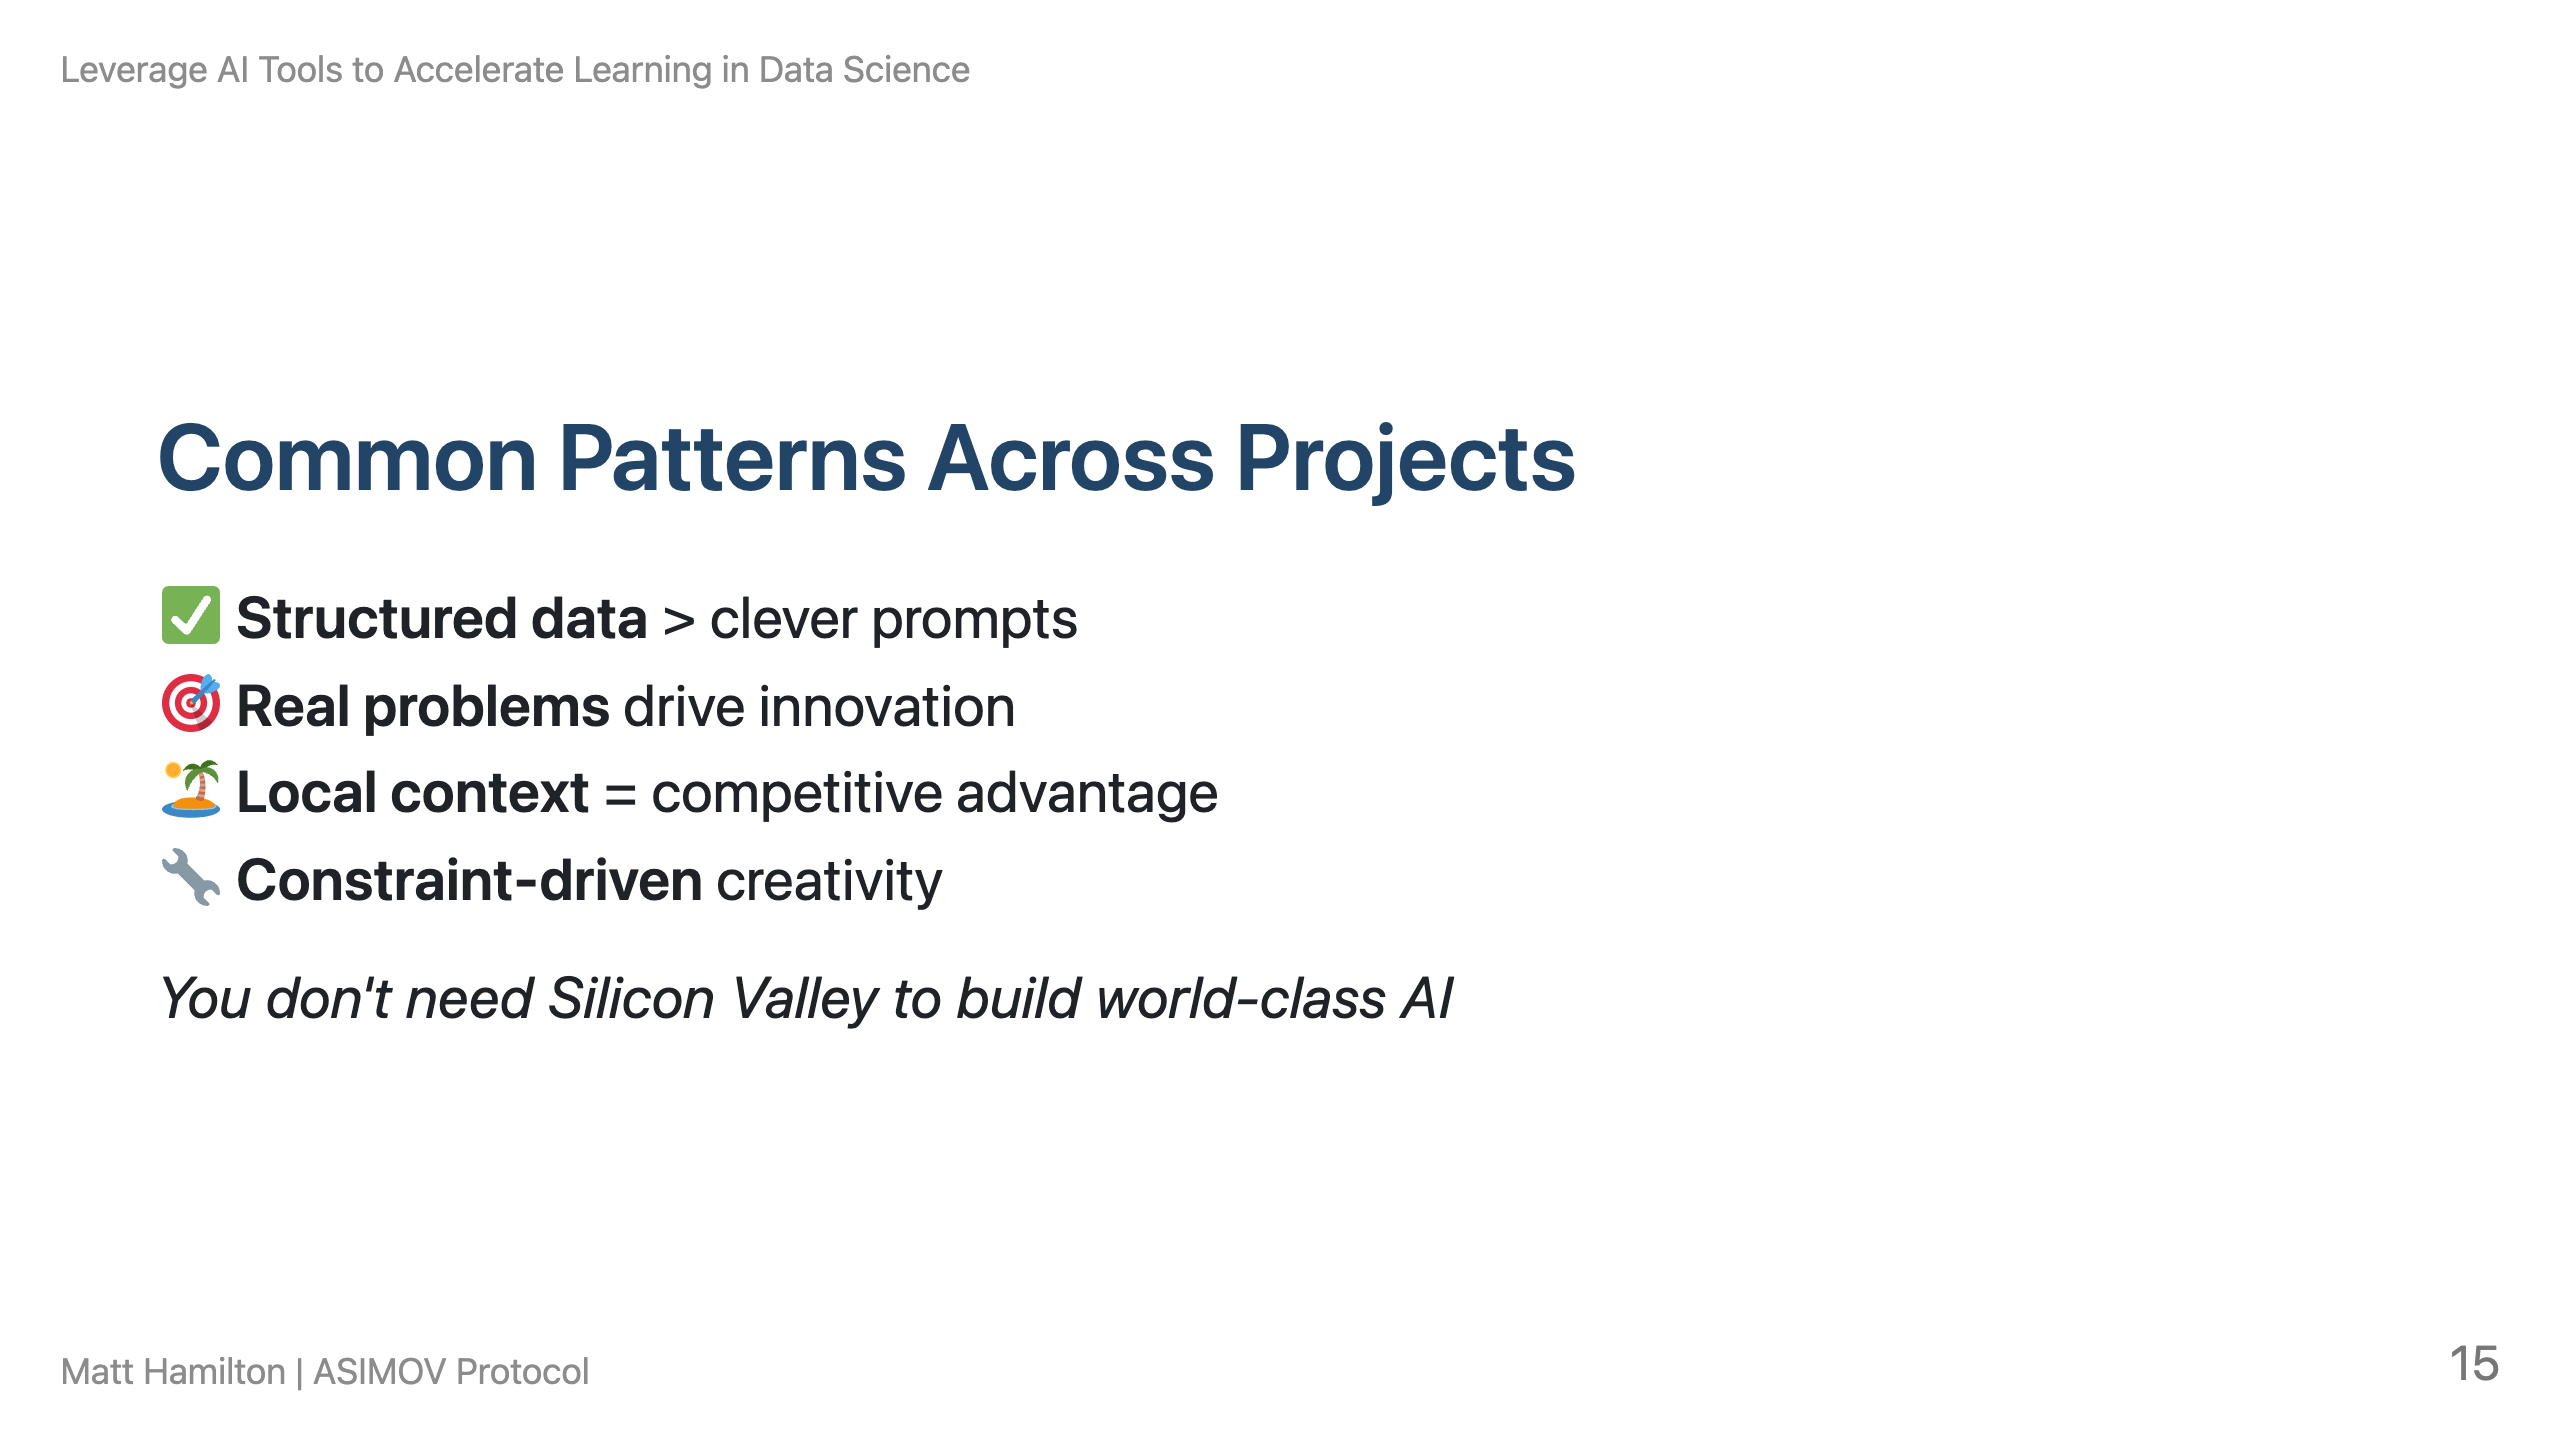 Leverage AI Tools to Accelerate Learning in Data Science
Common Patterns Across Projects
✅ Structured data > clever prompts
🎯 Real problems drive innovation
🏝️ Local context = competitive advantage
🔧 Constraint-driven creativity
You don't need Silicon Valley to build world-class AI
Matt Hamilton | ASIMOV Protocol
15